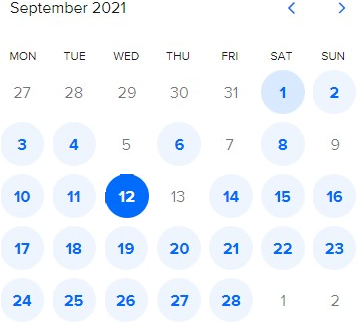 September 2021
MON TUE WED THU FRI SAT SUN
27 28 29 30 31 1 2
3 4 5 6 7 8 9
10 11 12 13 14 15 16
17 18 19 20 21 22 23
24 25 26 27 28 1 2